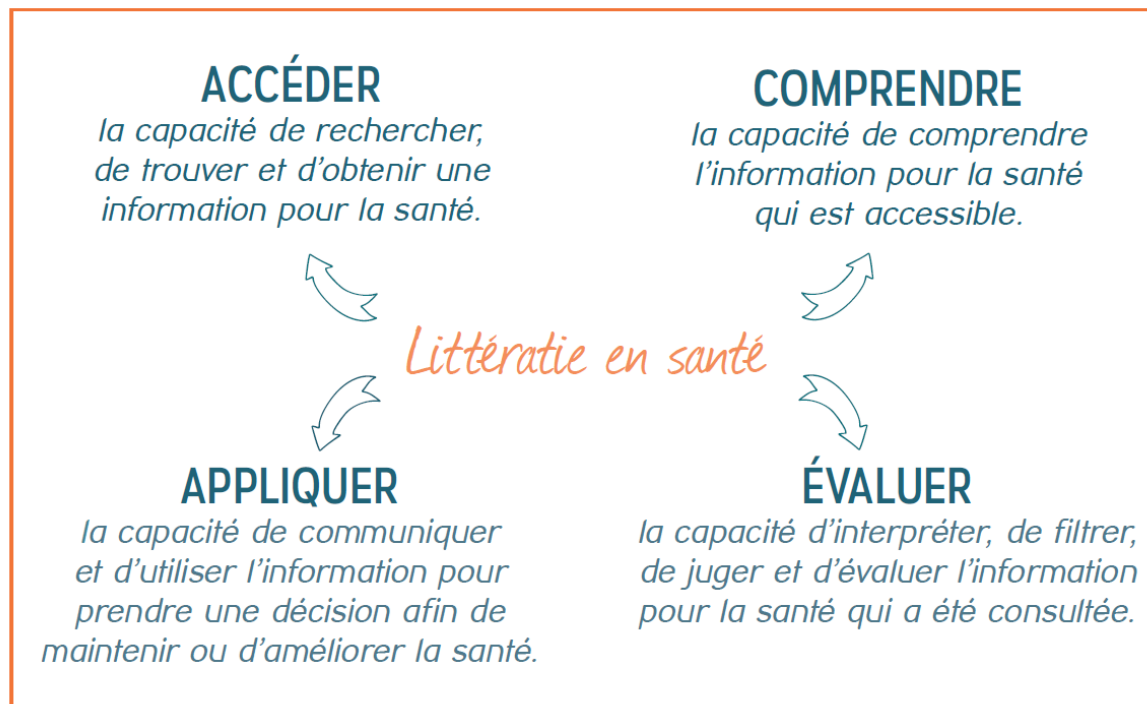 ACCÉDER
la capacité de rechercher,
de trouver et d'obtenir une
information pour la santé.
COMPRENDRE
la capacité de comprendre
l'information pour la santé
qui est accessible.
Littératie en santé
APPLIQUER
la capacité de communiquer
et d'utiliser l'information pour
prendre une décision afin de
maintenir ou d'améliorer la santé.
ÉVALUER
la capacité d'interpréter, de filtrer,
de juger et d'évaluer l'information
pour la santé qui a été consultée.